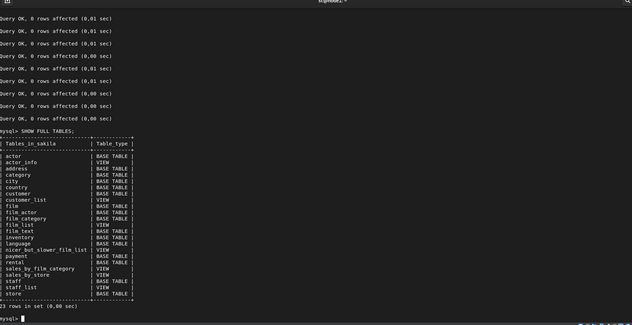 Query OK, 0 rows affected (0,01 sec)
Query OK, 0 rows affected (0,01 sec)
Query OK, 0 rows affected (0,01 sec)
Query OK, 0 rows affected (0,00 sec)
Query OK, 0 rows affected (0,01 sec)
Query OK, 0 rows affected (0,01 sec)
Query OK, 0 rows affected (0,00 sec)
Query OK, 0 rows affected (0,00 sec)
Query OK, 0 rows affected (0,00 sec)
mysql> SHOW FULL TABLES;
+----------------------------+------------+
| Tables_in_sakila           | Table_type |
+----------------------------+------------+
| actor                      | BASE TABLE |
| actor_info                 | VIEW       |
| address                    | BASE TABLE |
| category                   | BASE TABLE |
| city                       | BASE TABLE |
| country                    | BASE TABLE |
| customer                   | BASE TABLE |
| customer_list              | VIEW       |
| film                       | BASE TABLE |
| film_actor                 | BASE TABLE |
| film_category              | BASE TABLE |
| film_list                  | VIEW       |
| film_text                  | BASE TABLE |
| inventory                  | BASE TABLE |
| language                   | BASE TABLE |
| nicer_but_slower_film_list | VIEW       |
| payment                    | BASE TABLE |
| rental                     | BASE TABLE |
| sales_by_film_category     | VIEW       |
| sales_by_store             | VIEW       |
| staff                      | BASE TABLE |
| staff_list                 | VIEW       |
| store                      | BASE TABLE |
+----------------------------+------------+
23 rows in set (0,00 sec)
mysql>